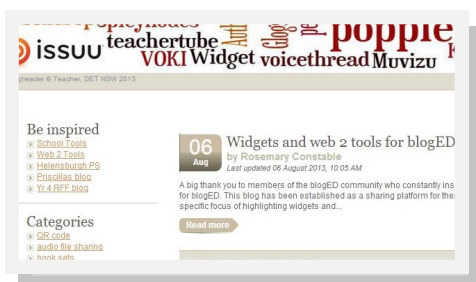 issuu teachertube popple
VOKI Widget voicethread Muvizu
header © Teacher, DET NSW 2013
Be inspired
School Tools
Web 2 Tools
Helensburgh PS
Priscillas blog
Yr 4 RFF blog
Categories
QR code
audio file sharing
book sets
06
Aug
Widgets and web 2 tools for blogED
by Rosemary Constable
Last updated 06 August 2013, 10:05 AM
A big thank you to members of the blogED community who constantly ins
for blogED. This blog has been established as a sharing platform for the
specific focus of highlighting widgets and...
Read more